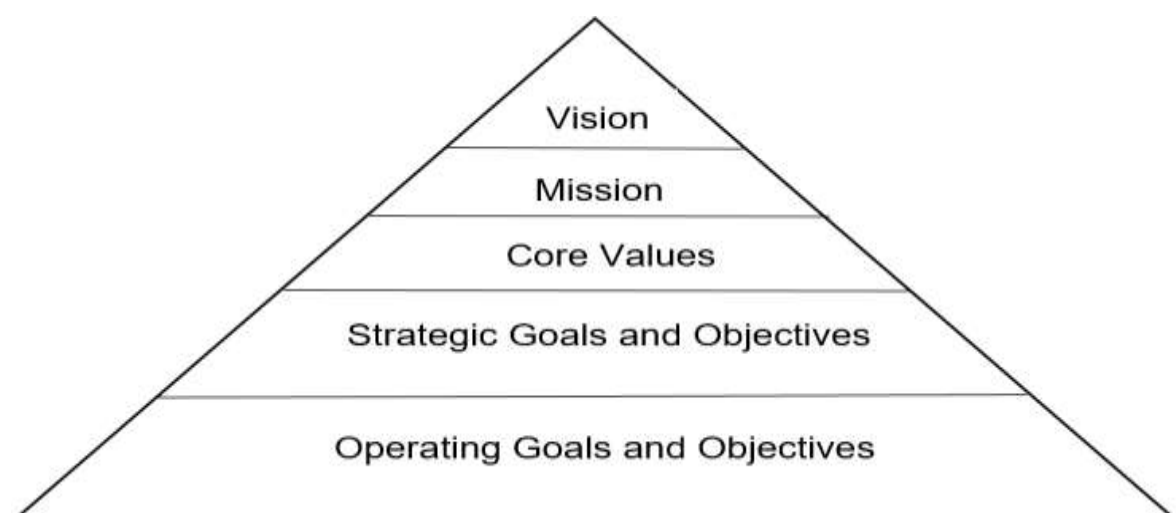 Vision
Mission
Core Values
Strategic Goals and Objectives
Operating Goals and Objectives